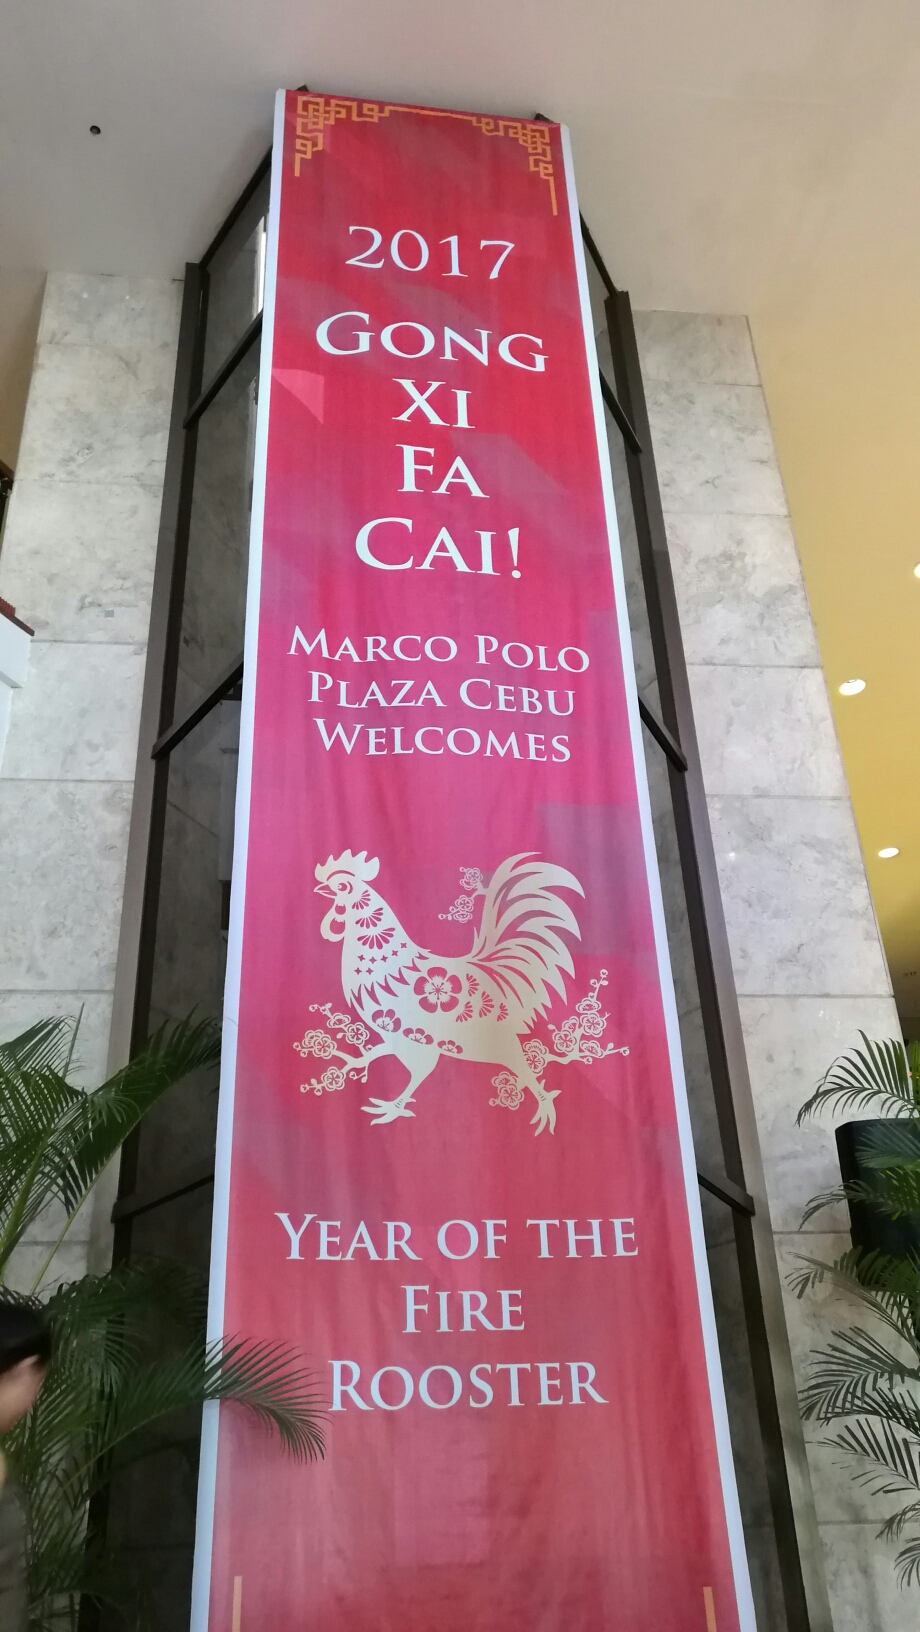 2017
GONG
XI
FA
CAI!
MARCO POLO
PLAZA CEBU
WELCOMES
YEAR OF THE
FIRE
ROOSTER